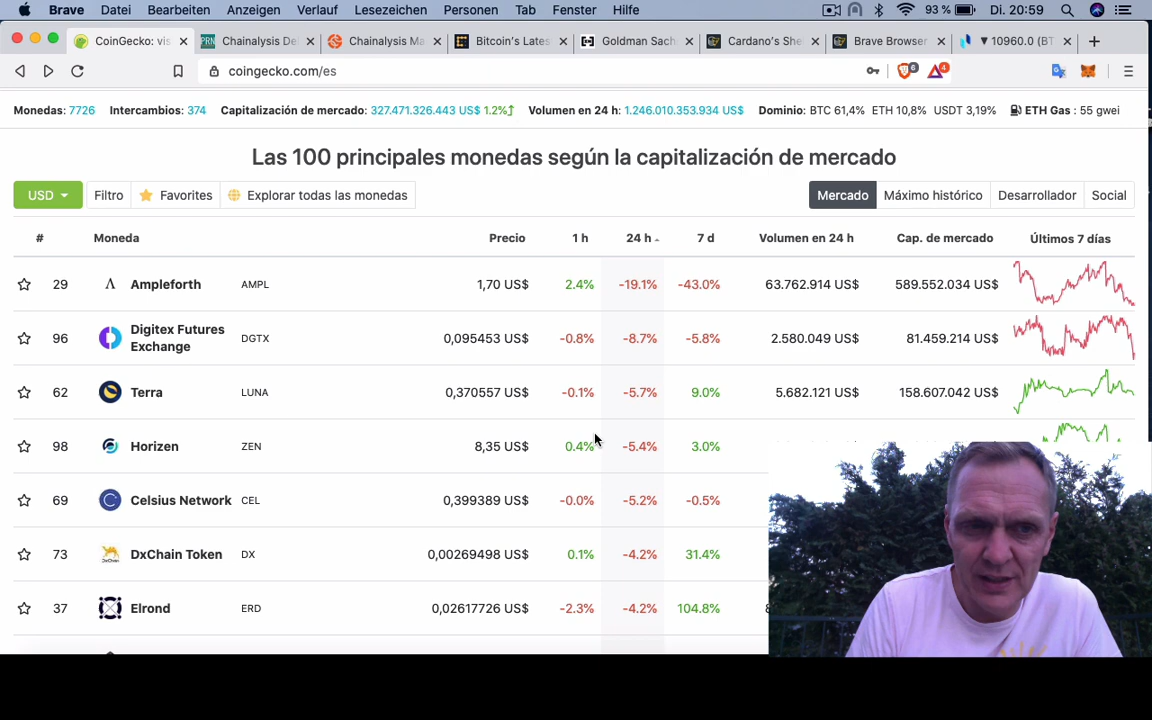 Brave Datei Bearbeiten Anzeigen Verlauf Lesezeichen Personen Tab Fenster Hilfe 93 % Di. 20:59
CoinGecko: vis Chainalysis De Chainalysis Ma Bitcoin's Lates Goldman Sach Cardano's She Brave Browser ▼10960.0 (BT
coingecko.com/es 6 4
Monedas: 7726 Intercambios: 374 Capitalización de mercado: 327.471.326.443 US$ 1.2% Volumen en 24 h: 1.246.010.353.934 US$ Dominio: BTC 61,4% ETH 10,8% USDT 3,19% ETH Gas : 55 gwei
Las 100 principales monedas según la capitalización de mercado
USD Filtro Favorites Explorar todas las monedas Mercado Máximo histórico Desarrollador Social
# Moneda Precio 1 h 24 h 7 d Volumen en 24 h Cap. de mercado Últimos 7 días
29 Ampleforth AMPL 1,70 US$ 2.4% -19.1% -43.0% 63.762.914 US$ 589.552.034 US$
96 Digitex Futures Exchange DGTX 0,095453 US$ -0.8% -8.7% -5.8% 2.580.049 US$ 81.459.214 US$
62 Terra LUNA 0,370557 US$ -0.1% -5.7% 9.0% 5.682.121 US$ 158.607.042 US$
98 Horizen ZEN 8,35 US$ 0.4% -5.4% 3.0%
69 Celsius Network CEL 0,399389 US$ -0.0% -5.2% -0.5%
73 DxChain Token DX 0,00269498 US$ 0.1% -4.2% 31.4%
37 Elrond ERD 0,02617726 US$ -2.3% -4.2% 104.8%